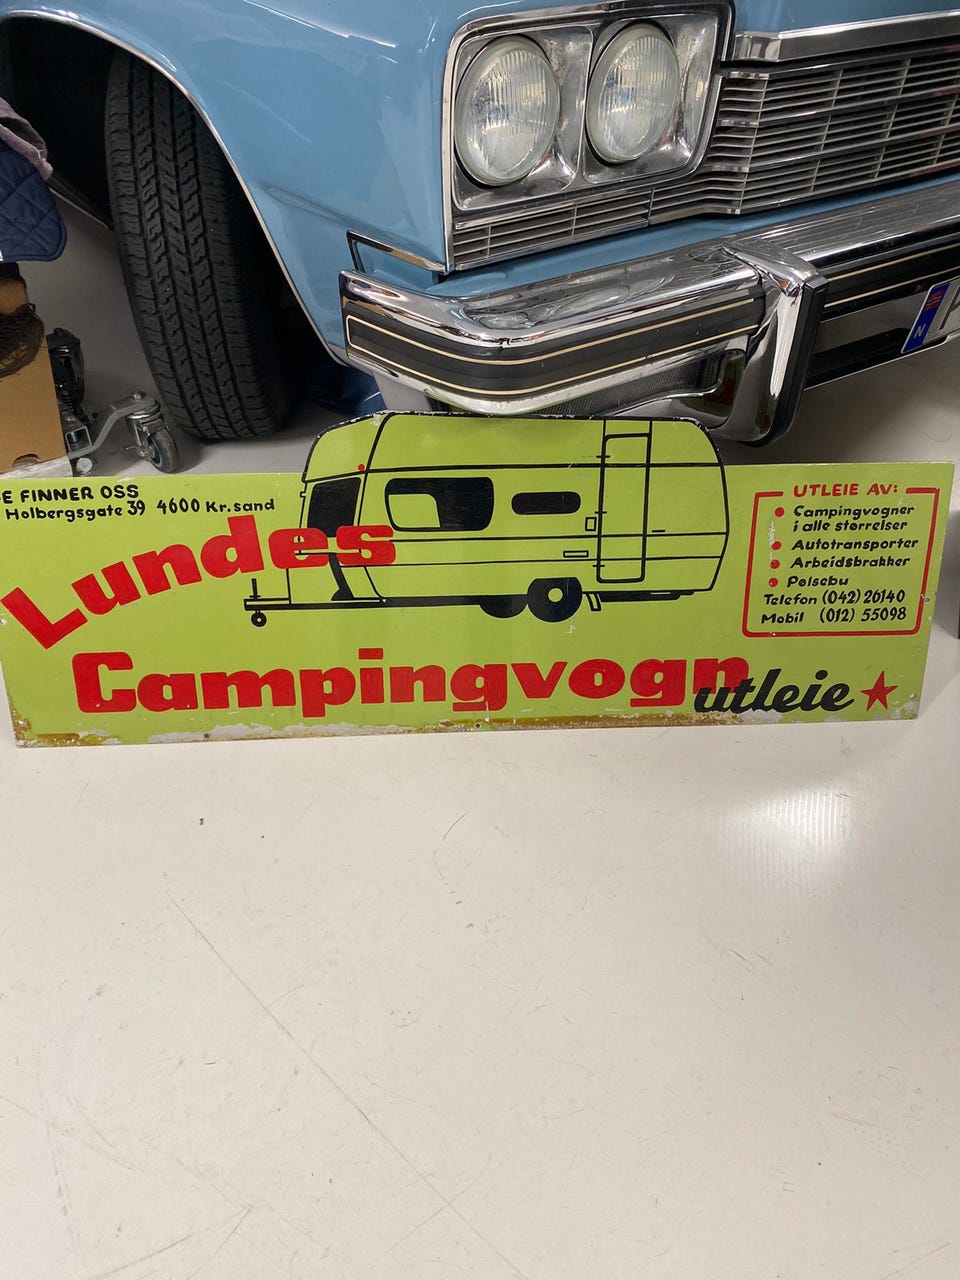 E FINNER OSS
Holbergsgate 39 4600 Kr.sand
Lundes
Campingvogn
utleie
UTLEIE AV:
Campingvogner
i alle størrelser
Autotransporter
Arbeidsbrakker
Pølsebu
Telefon (042) 26140
Mobil (012) 55098
N